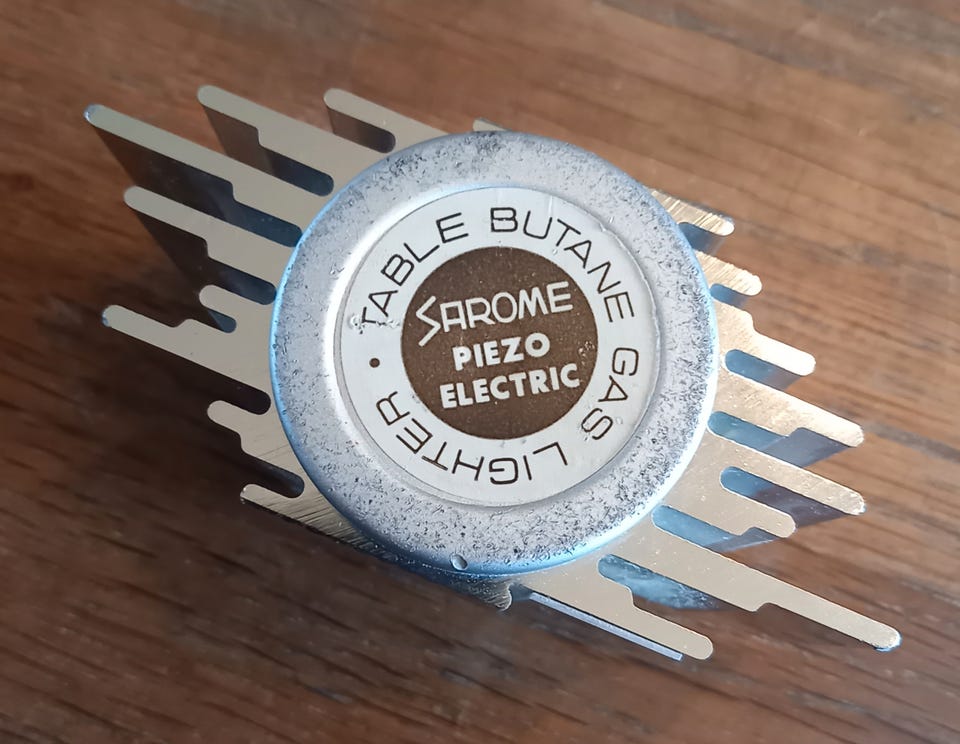 TABLE BUTANE GAS LIGHTER
SAROME
PIEZO
ELECTRIC